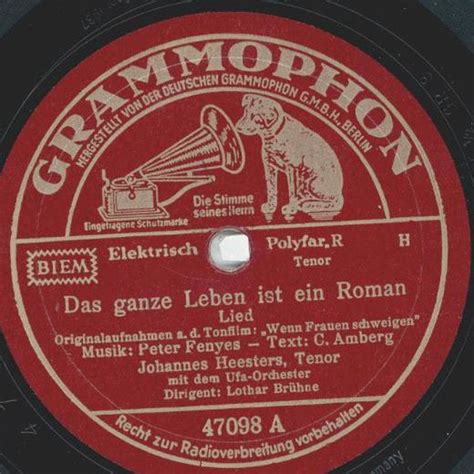 GRAMMOPHON
HERGESTELLT VON DER DEUTSCHEN GRAMMOPHON G.M.B.H. BERLIN
Die Stimme
seines Herrn
Eingetragene Schutzmarke
BIEM
Elektrisch
Polyfar R
H
Tenor
Das ganze Leben ist ein Roman
Lied
Originalaufnahmen a. d. Tonfilm: „Wenn Frauen schweigen"
Musik: Peter Fenyes – Text: C. Amberg
Johannes Heesters, Tenor
mit dem Ufa-Orchester
Dirigent: Lothar Brühne
47098 A
Recht zur Radioverbreitung vorbehalten